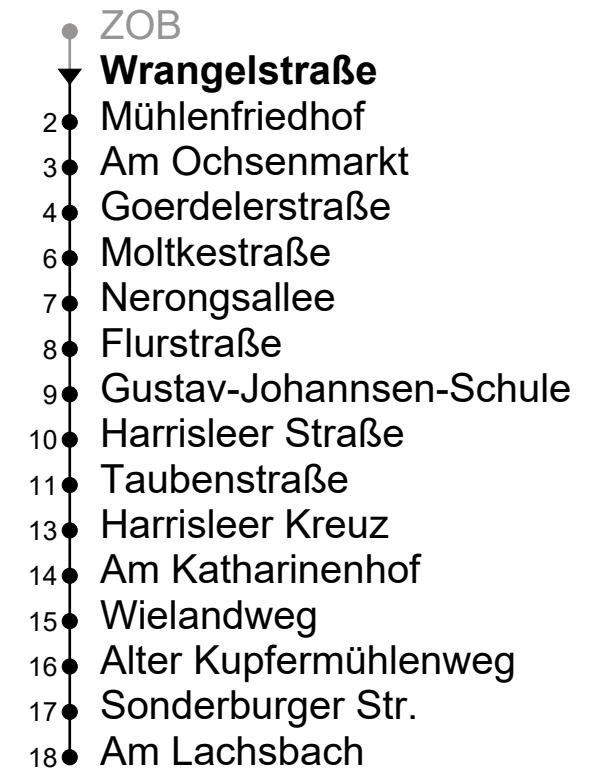 ZOB
Wrangelstraße
2 Mühlenfriedhof
3 Am Ochsenmarkt
4 Goerdelerstraße
6 Moltkestraße
7 Nerongsallee
8 Flurstraße
9 Gustav-Johannsen-Schule
10 Harrisleer Straße
11 Taubenstraße
13 Harrisleer Kreuz
14 Am Katharinenhof
15 Wielandweg
16 Alter Kupfermühlenweg
17 Sonderburger Str.
18 Am Lachsbach